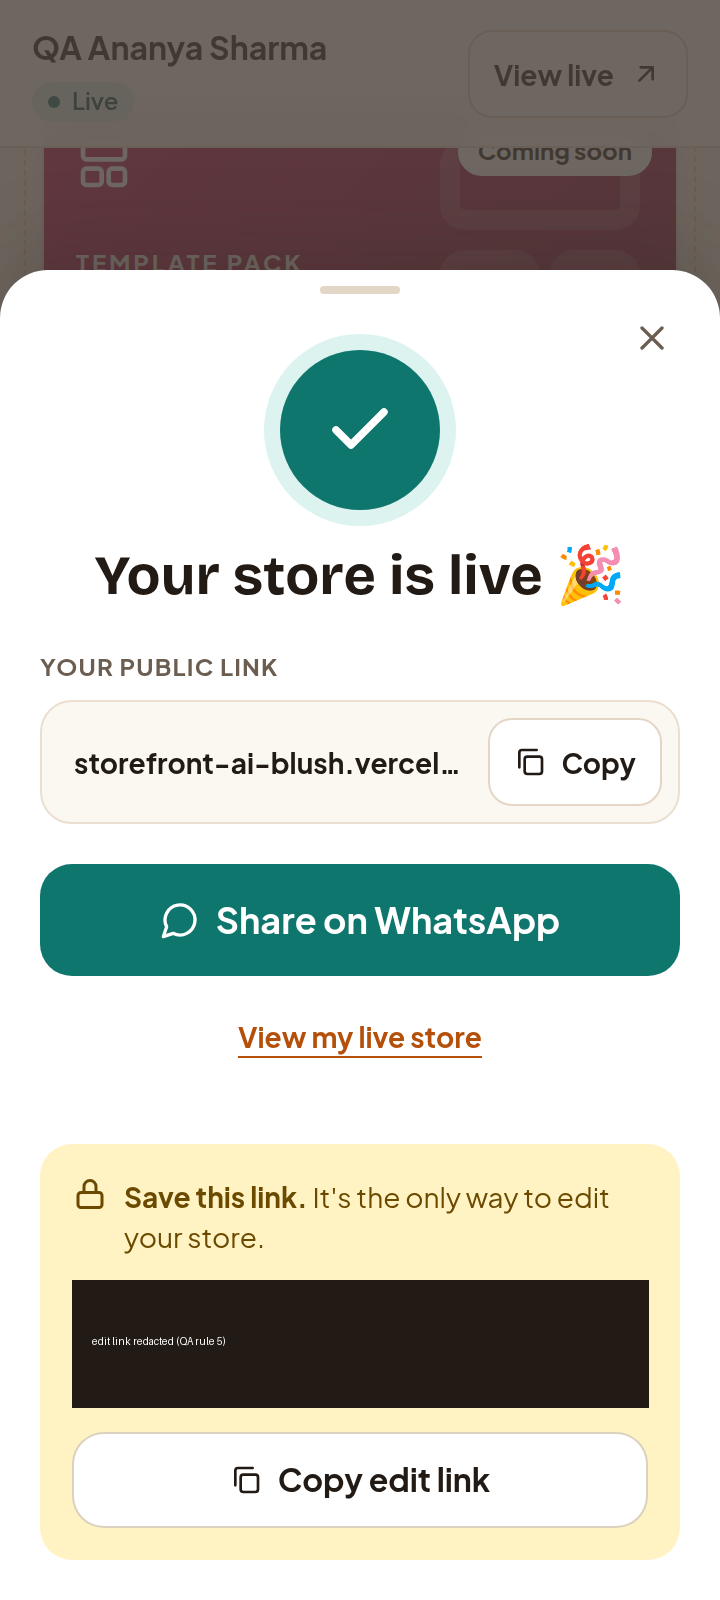 QA Ananya Sharma
Live
View live
Coming soon
TEMPLATE PACK
Your store is live 🎉
YOUR PUBLIC LINK
storefront-ai-blush.vercel…
Copy
Share on WhatsApp
View my live store
Save this link. It's the only way to edit
your store.
edit link redacted (QA rule 5)
Copy edit link